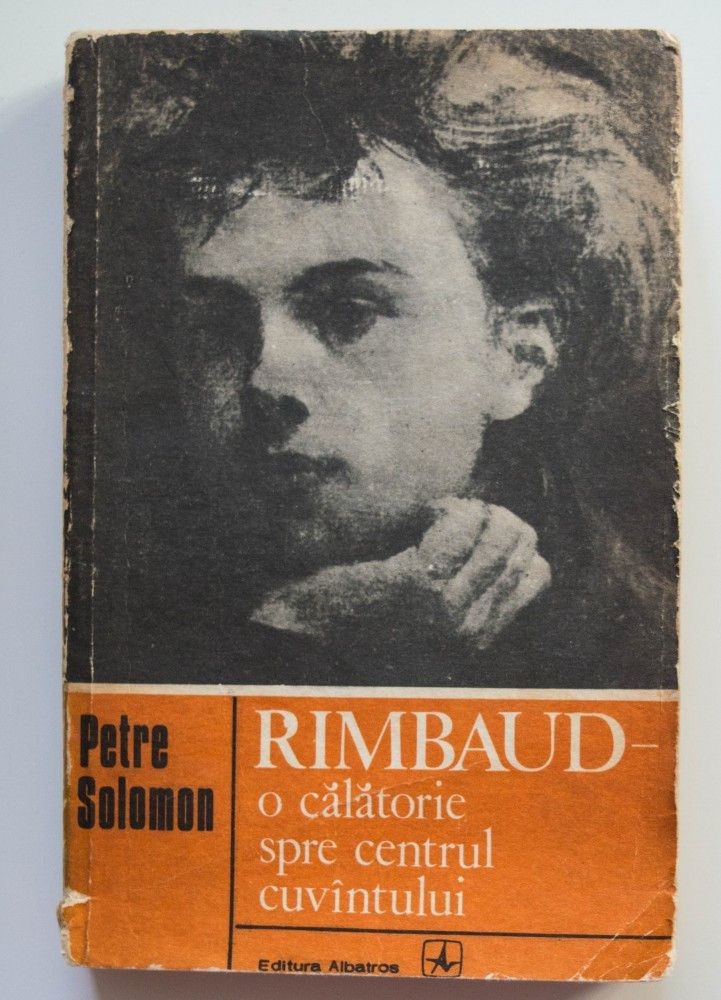 Petre
Solomon
RIMBAUD–
o călătorie
spre centrul
cuvîntului
Editura Albatros